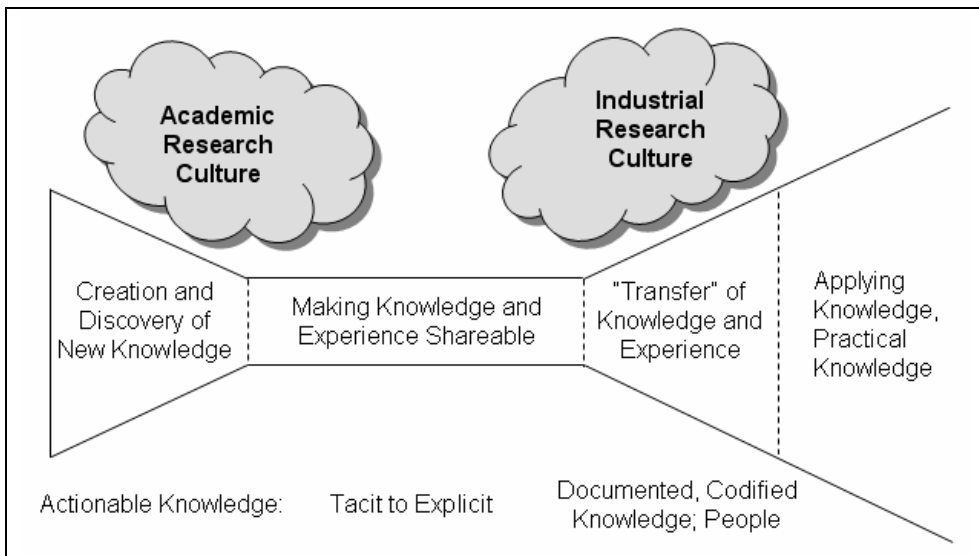 Academic
Research
Culture
Industrial
Research
Culture
Creation and
Discovery of
New Knowledge
Making Knowledge and
Experience Shareable
"Transfer" of
Knowledge and
Experience
Applying
Knowledge,
Practical
Knowledge
Actionable Knowledge:
Tacit to Explicit
Documented, Codified
Knowledge; People